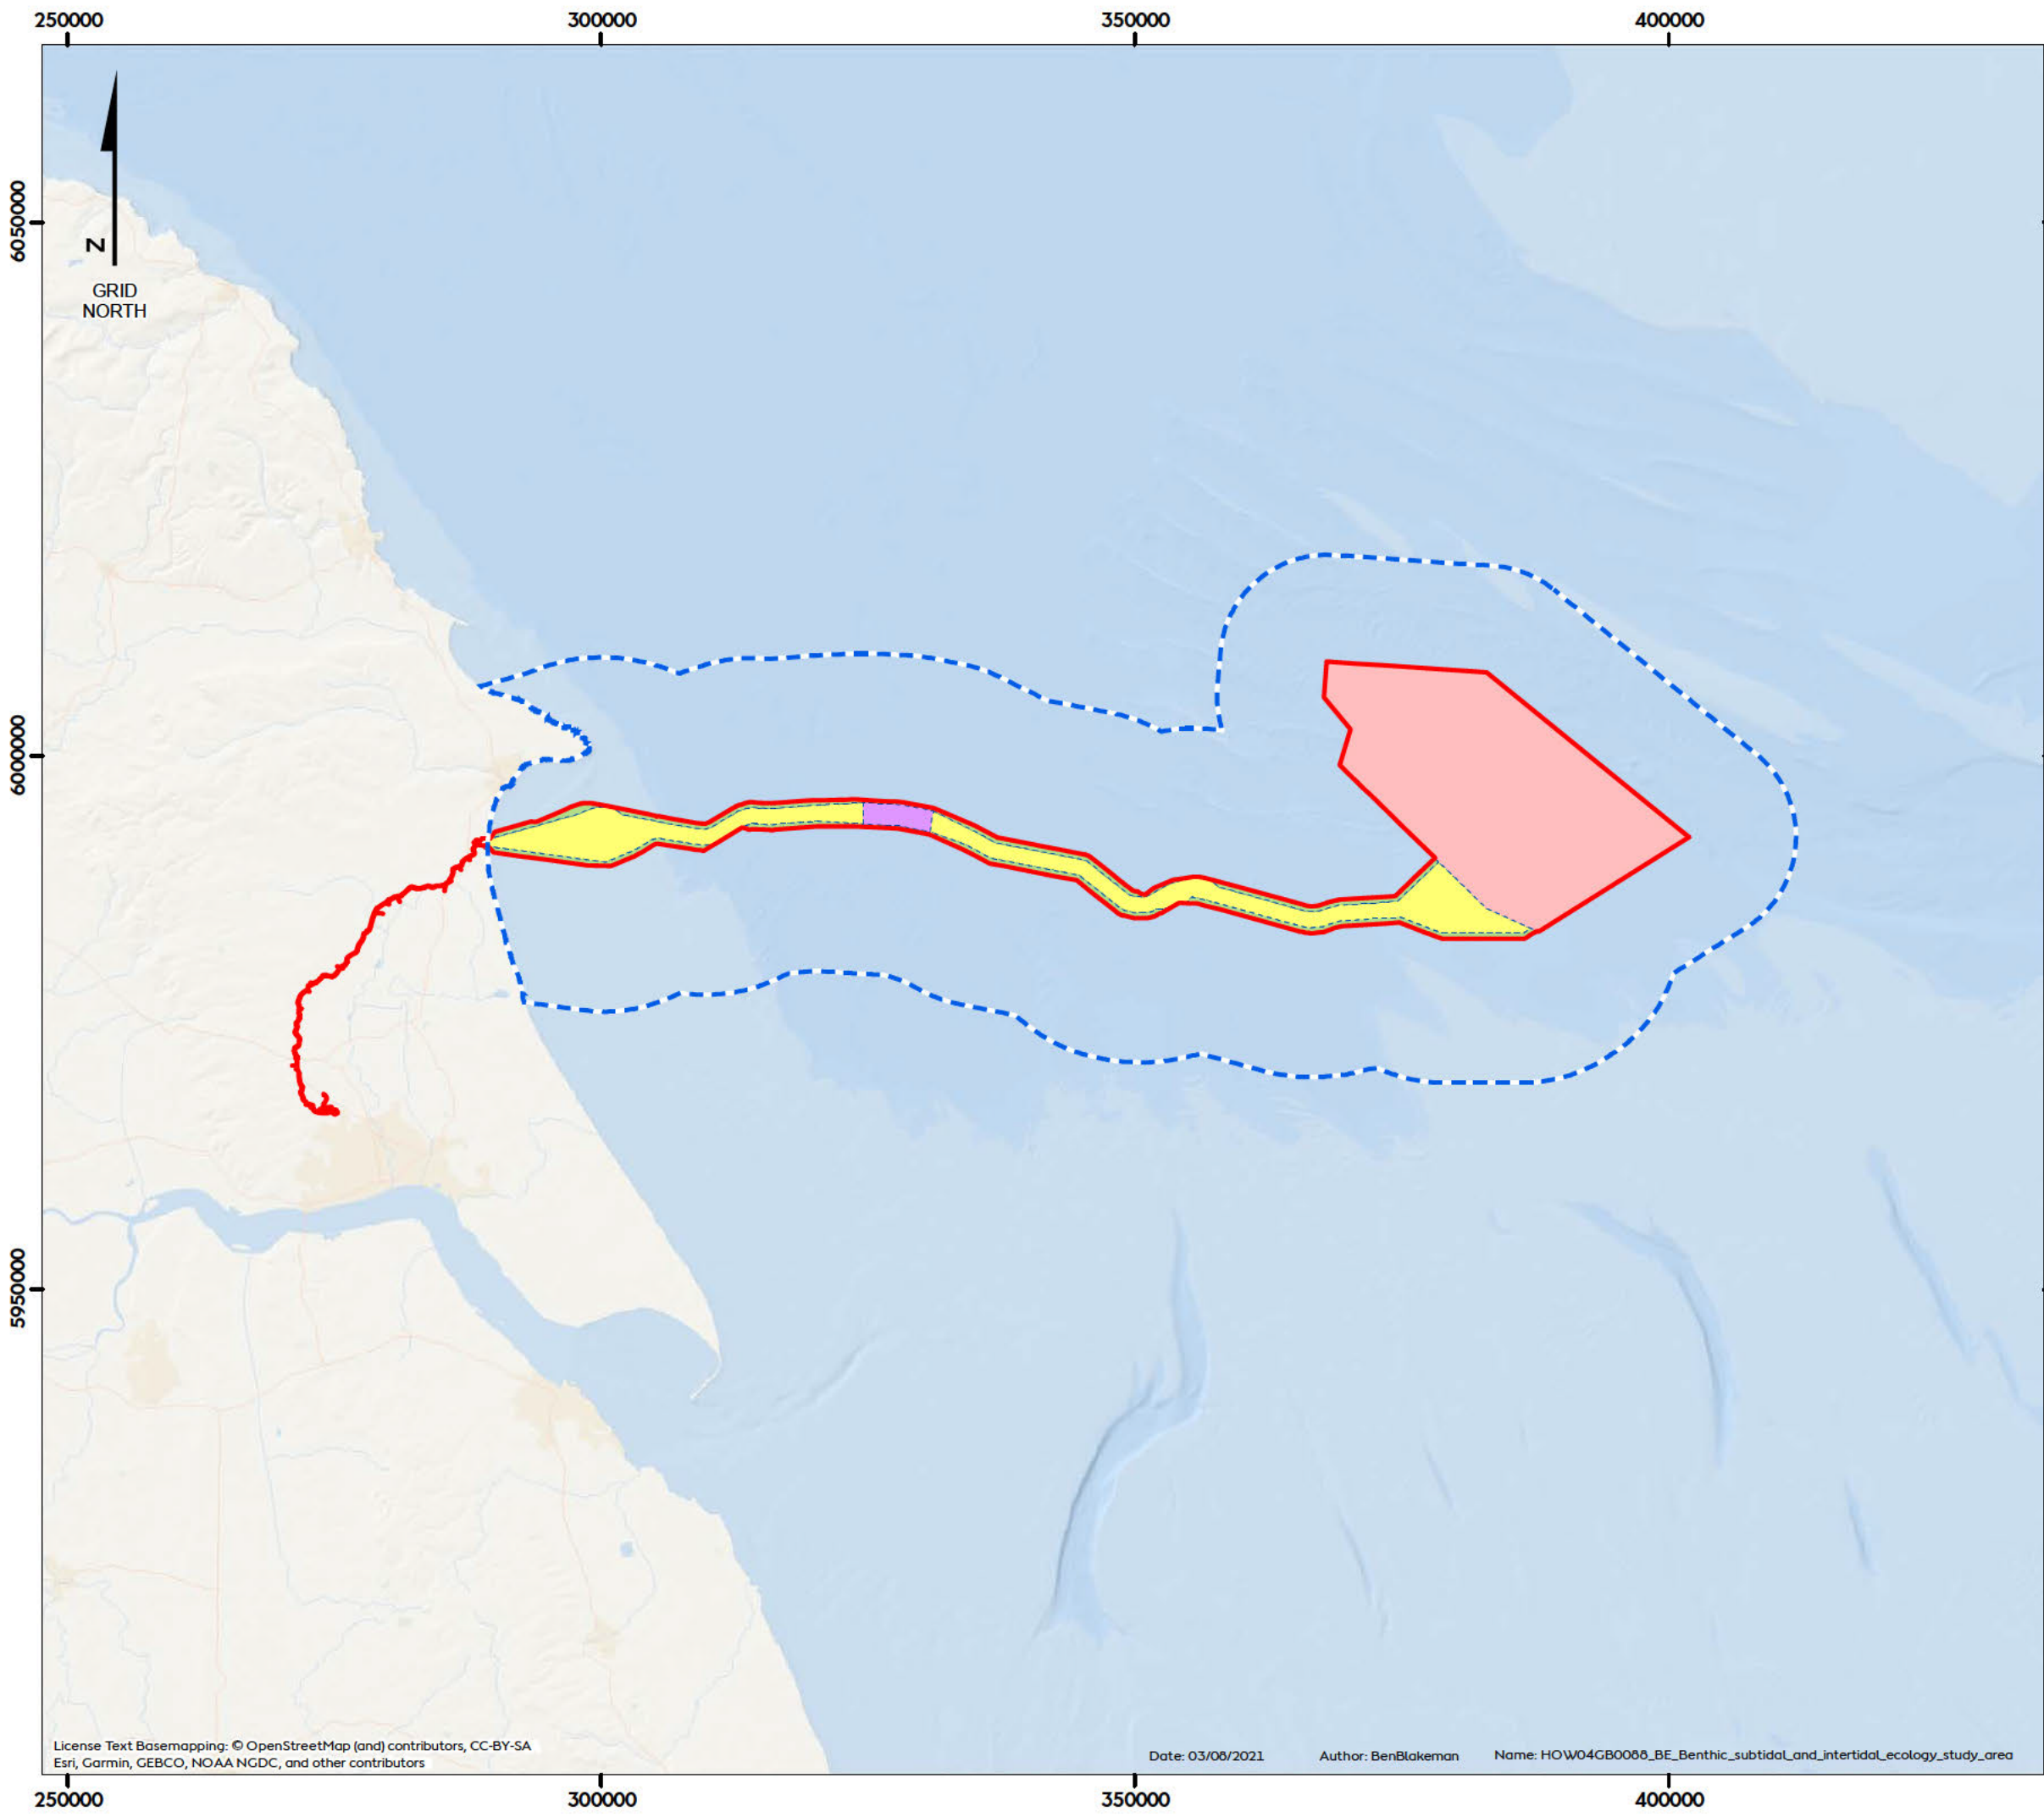 250000 300000 350000 400000
6050000
N
GRID
NORTH
6000000
5950000
License Text Basemapping: © OpenStreetMap (and) contributors, CC-BY-SA
Esri, Garmin, GEBCO, NOAA NGDC, and other contributors
Date: 03/08/2021 Author: BenBlakeman Name: HOW04GB0088_BE_Benthic_subtidal_and_intertidal_ecology_study_area
250000 300000 350000 400000